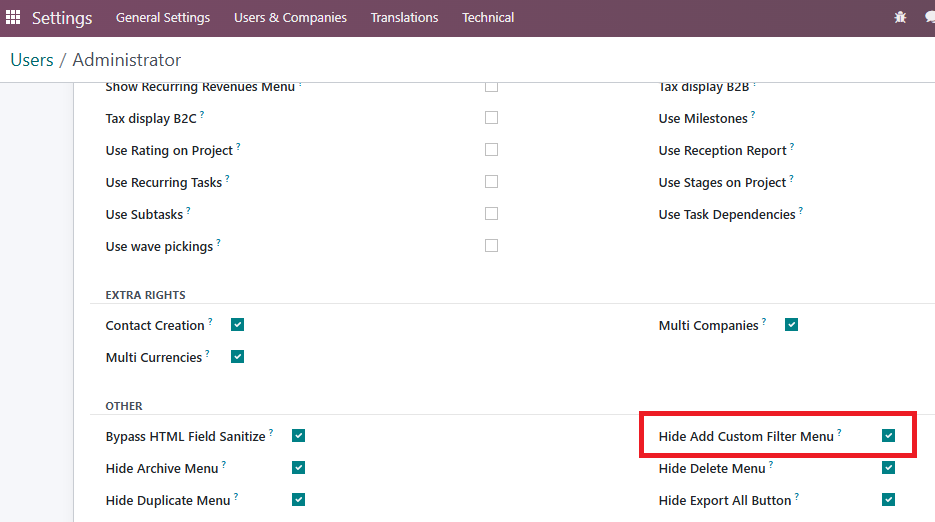 Settings General Settings Users & Companies Translations Technical
Users / Administrator
Show Recurring Revenues Menu ? Tax display B2B ?
Tax display B2C ? Use Milestones ?
Use Rating on Project ? Use Reception Report ?
Use Recurring Tasks ? Use Stages on Project ?
Use Subtasks ? Use Task Dependencies ?
Use wave pickings ?
EXTRA RIGHTS
Contact Creation ? Multi Companies ?
Multi Currencies ?
OTHER
Bypass HTML Field Sanitize ? Hide Add Custom Filter Menu ?
Hide Archive Menu ? Hide Delete Menu ?
Hide Duplicate Menu ? Hide Export All Button ?